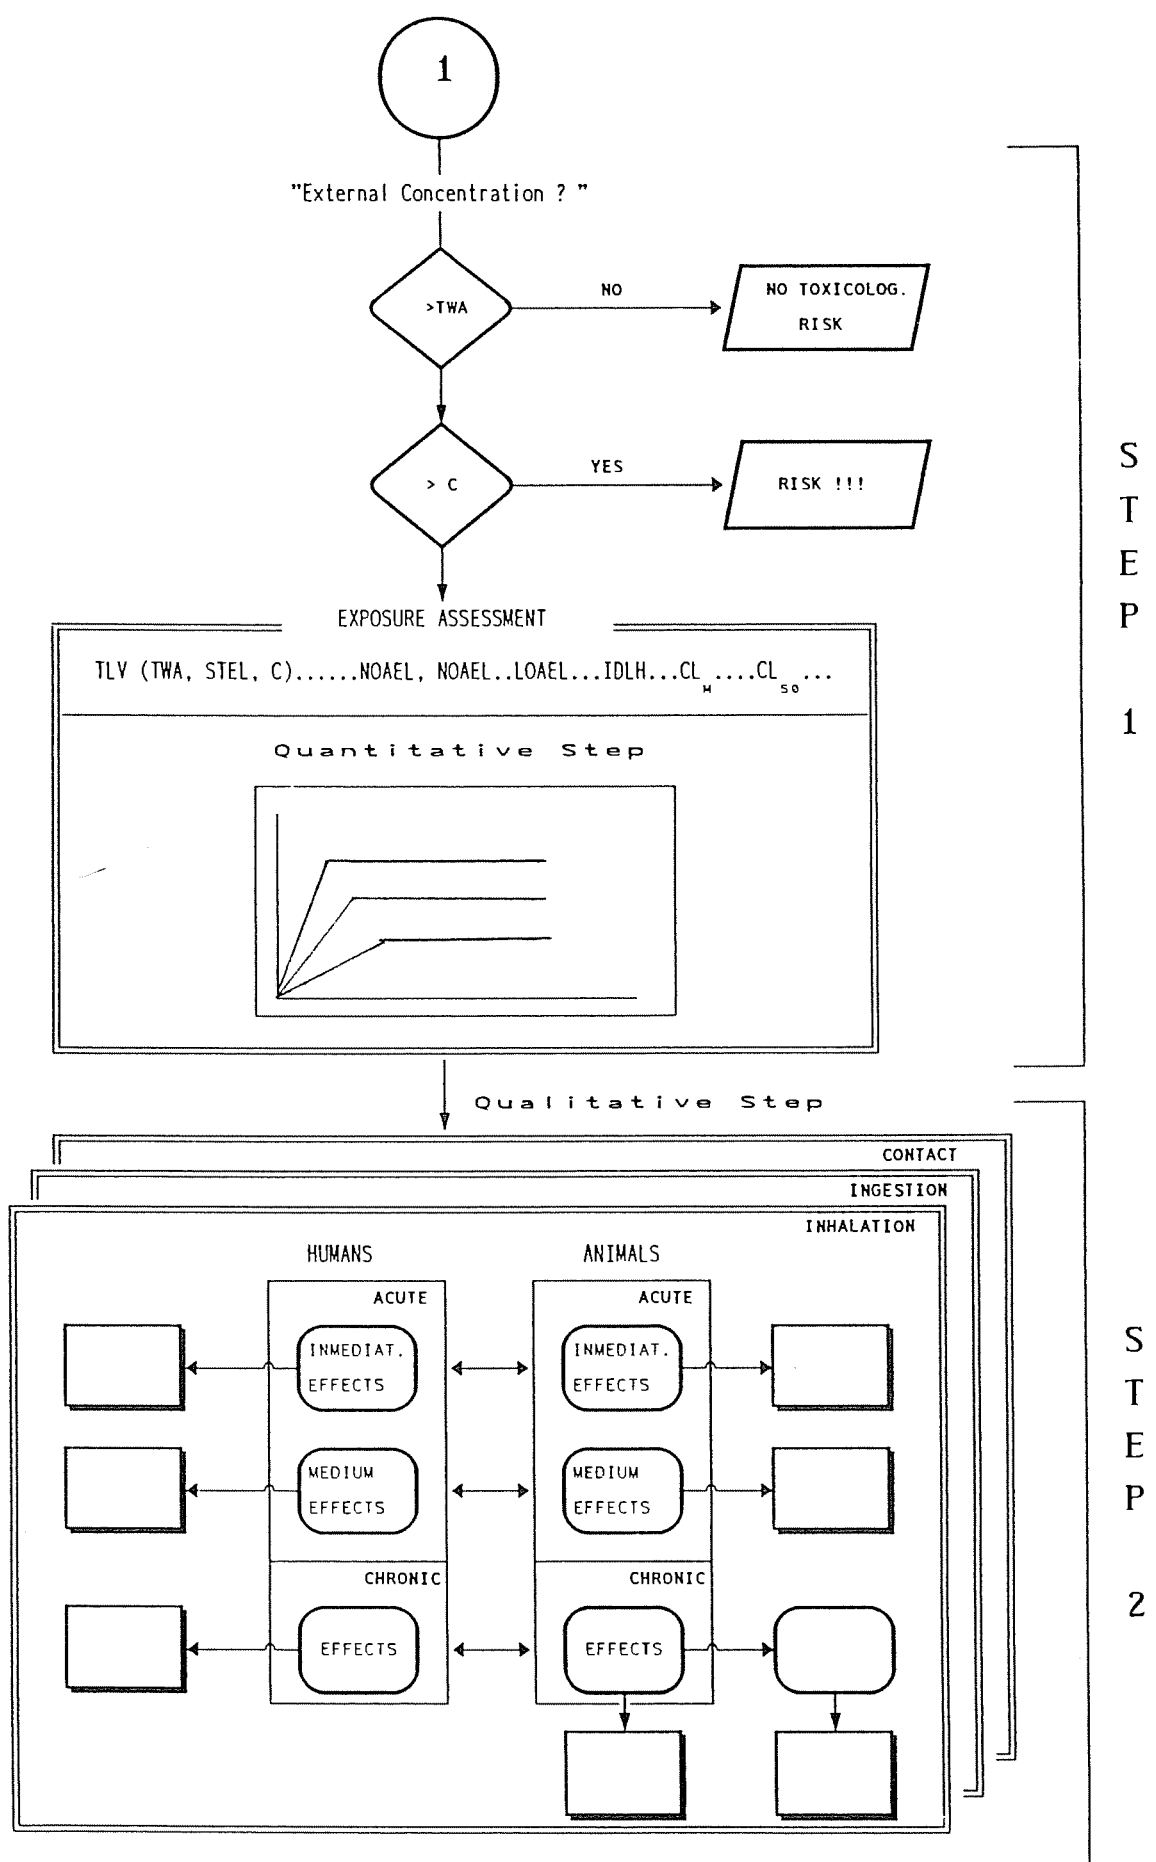 1
"External Concentration ? "
>TWA
NO
NO TOXICOLOG.
RISK
> C
YES
RISK !!!
STEP 1
EXPOSURE ASSESSMENT
TLV (TWA, STEL, C)......NOAEL, NOAEL..LOAEL...IDLH...CL M....CL 50...
Quantitative Step
Qualitative Step
CONTACT
INGESTION
INHALATION
HUMANS
ANIMALS
ACUTE
ACUTE
INMEDIAT.
EFFECTS
INMEDIAT.
EFFECTS
MEDIUM
EFFECTS
MEDIUM
EFFECTS
CHRONIC
CHRONIC
EFFECTS
EFFECTS
STEP 2